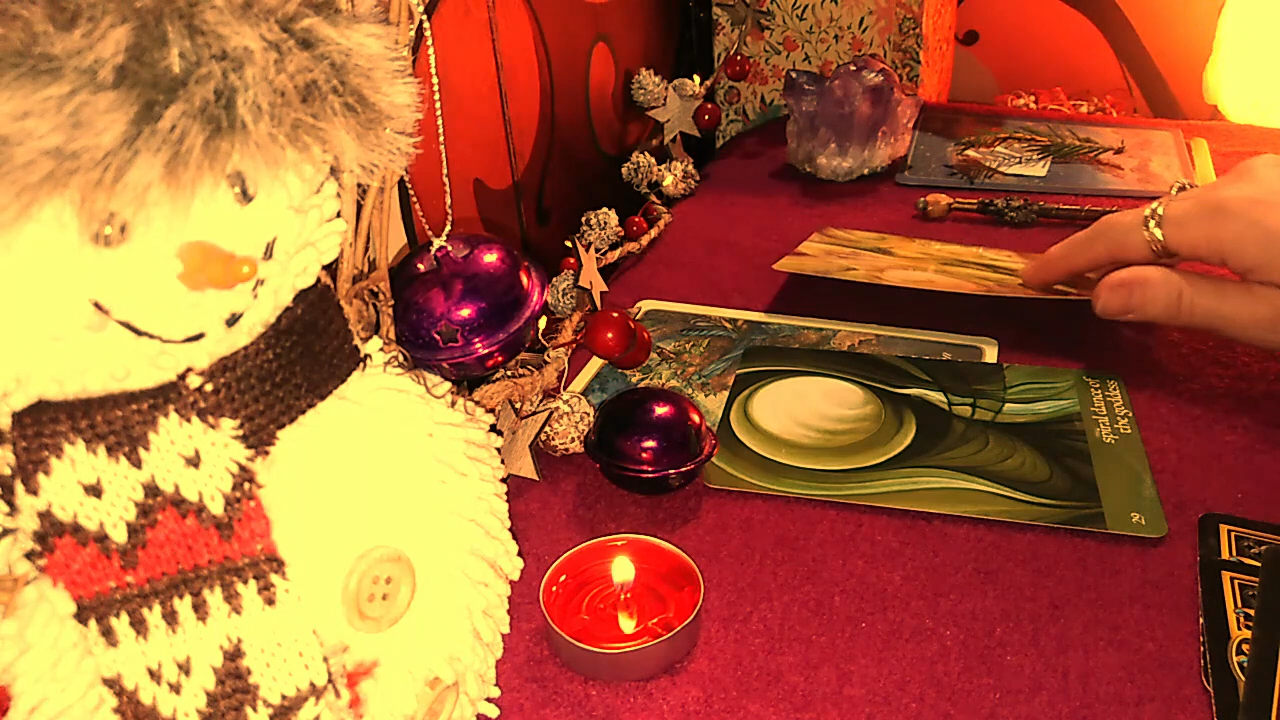 spiral dance of
the goddess
29